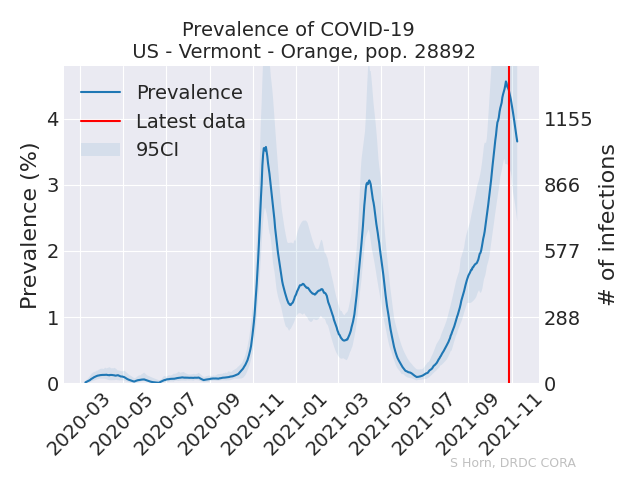 Prevalence of COVID-19
US - Vermont - Orange, pop. 28892
Prevalence
Latest data
95CI
Prevalence (%)
4
3
2
1
0
1155
866
577
288
0
# of infections
2020-03
2020-05
2020-07
2020-09
2020-11
2021-01
2021-03
2021-05
2021-07
2021-09
2021-11
S Horn, DRDC CORA